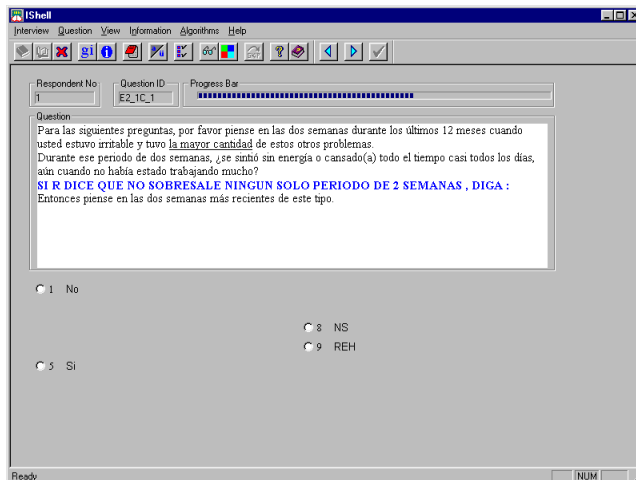 IShell
Interview Question View Information Algorithms Help
gi
Respondent No
Question ID
Progress Bar
1
E2_1C_1
Question
Para las siguientes preguntas, por favor piense en las dos semanas durante los últimos 12 meses cuando
usted estuvo irritable y tuvo la mayor cantidad de estos otros problemas.
Durante ese periodo de dos semanas, ¿se sintió sin energía o cansado(a) todo el tiempo casi todos los días,
aún cuando no había estado trabajando mucho?
SI R DICE QUE NO SOBRESALE NINGUN SOLO PERIODO DE 2 SEMANAS , DIGA :
Entonces piense en las dos semanas más recientes de este tipo.
1 No
8 NS
9 REH
5 Si
Ready
NUM